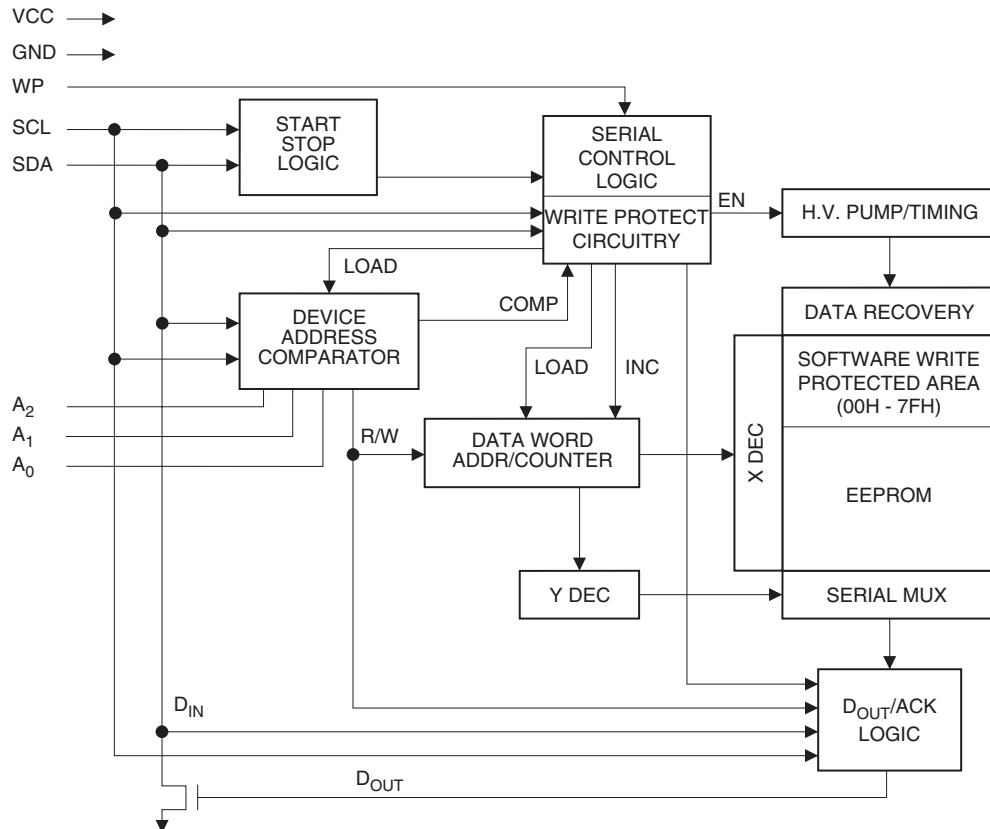 VCC
GND
WP
SCL
SDA
START
STOP
LOGIC
SERIAL
CONTROL
LOGIC
WRITE PROTECT
CIRCUITRY
EN
H.V. PUMP/TIMING
LOAD
COMP
DEVICE
ADDRESS
COMPARATOR
LOAD
INC
DATA RECOVERY
SOFTWARE WRITE
PROTECTED AREA
(00H - 7FH)
X DEC
EEPROM
A2
A1
A0
R/W
DATA WORD
ADDR/COUNTER
Y DEC
SERIAL MUX
DIN
DOUT/ACK
LOGIC
DOUT